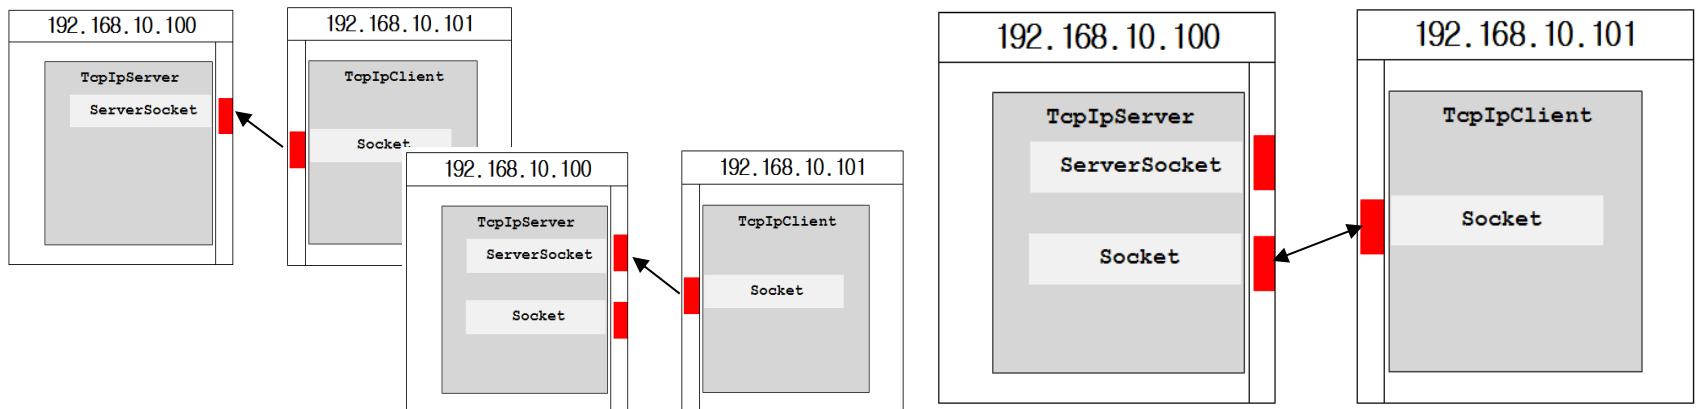 192.168.10.100
TcpIpServer
ServerSocket
192.168.10.101
TcpIpClient
Socket
192.168.10.100
TcpIpServer
ServerSocket
Socket
192.168.10.101
TcpIpClient
Socket
192.168.10.100
TcpIpServer
ServerSocket
Socket
192.168.10.101
TcpIpClient
Socket